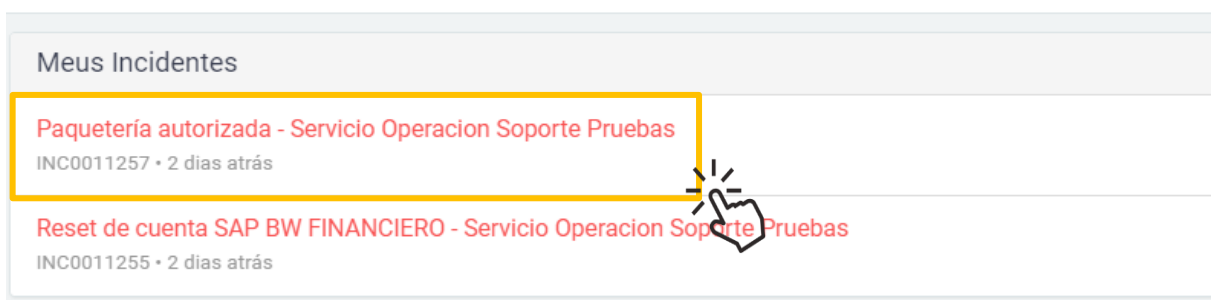 Meus Incidentes
Paquetería autorizada - Servicio Operacion Soporte Pruebas
INC0011257 • 2 dias atrás
Reset de cuenta SAP BW FINANCIERO - Servicio Operacion Soporte Pruebas
INC0011255 • 2 dias atrás